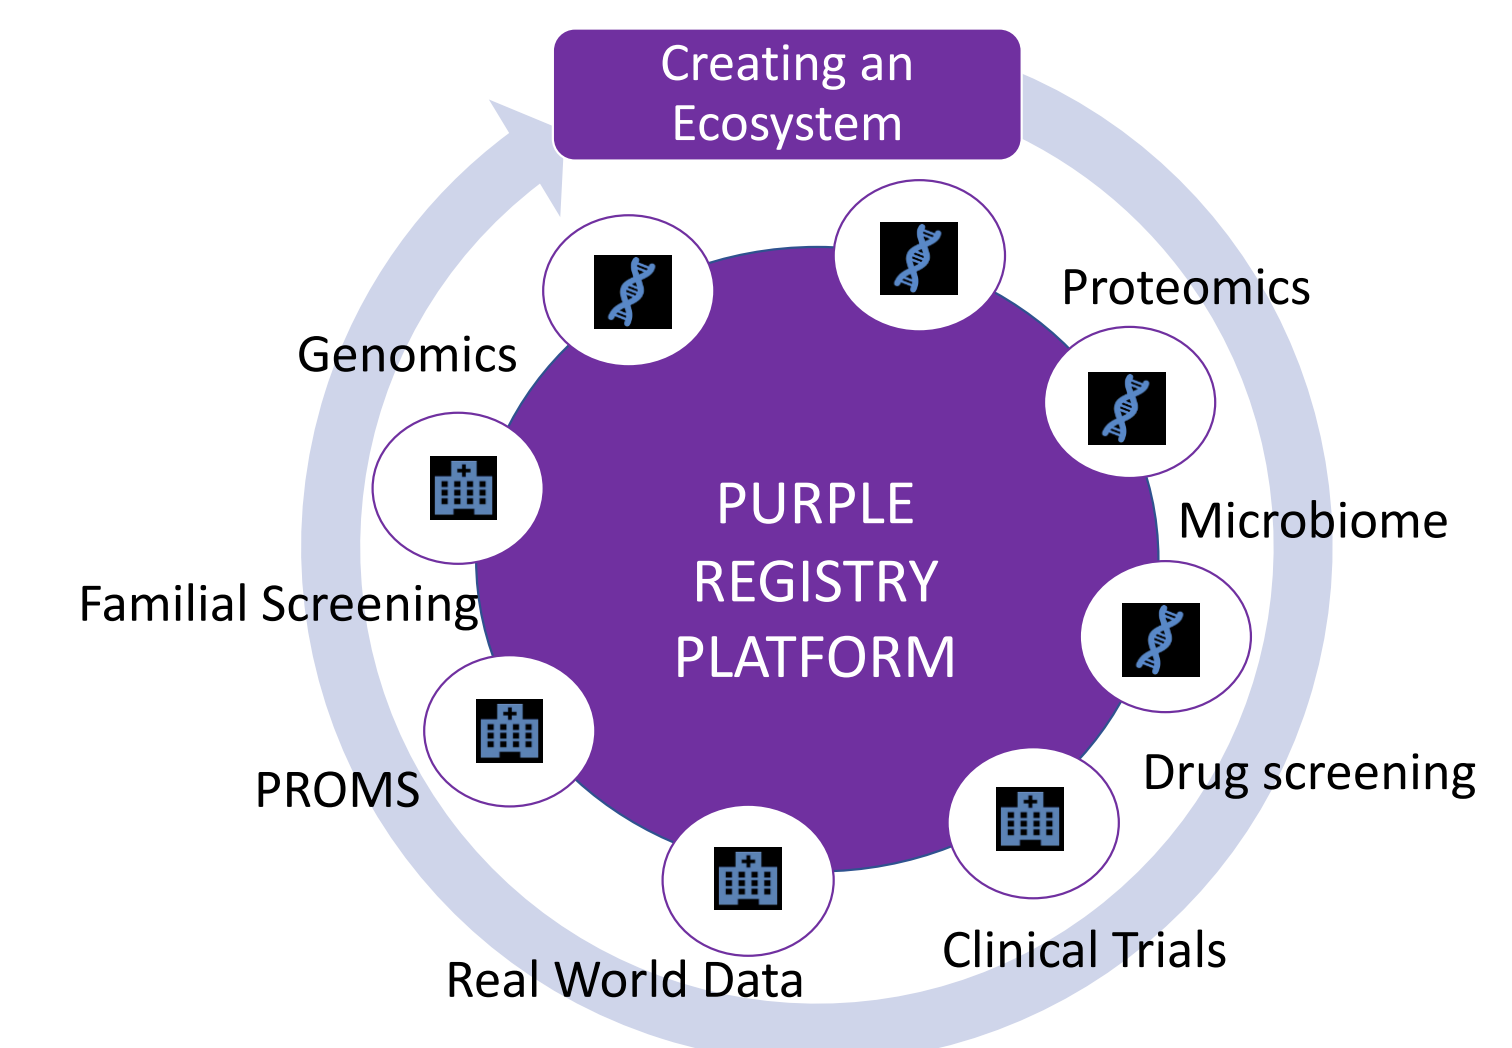 Creating an
Ecosystem
Proteomics
Genomics
PURPLE
REGISTRY
PLATFORM
Microbiome
Familial Screening
Drug screening
PROMS
Clinical Trials
Real World Data